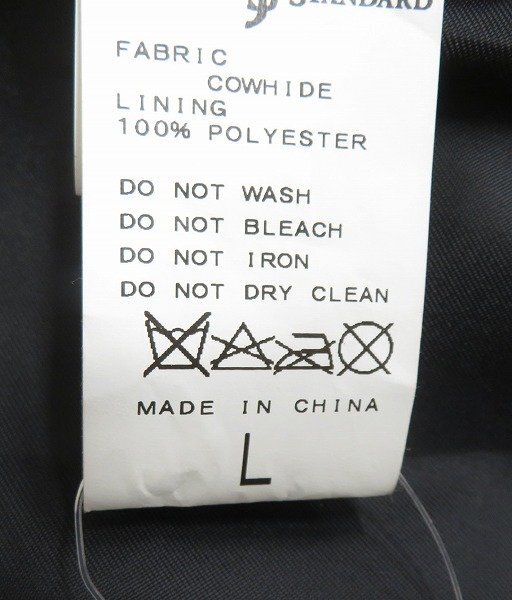 STANDARD
FABRIC
COWHIDE
LINING
100% POLYESTER
DO NOT WASH
DO NOT BLEACH
DO NOT IRON
DO NOT DRY CLEAN
MADE IN CHINA
L